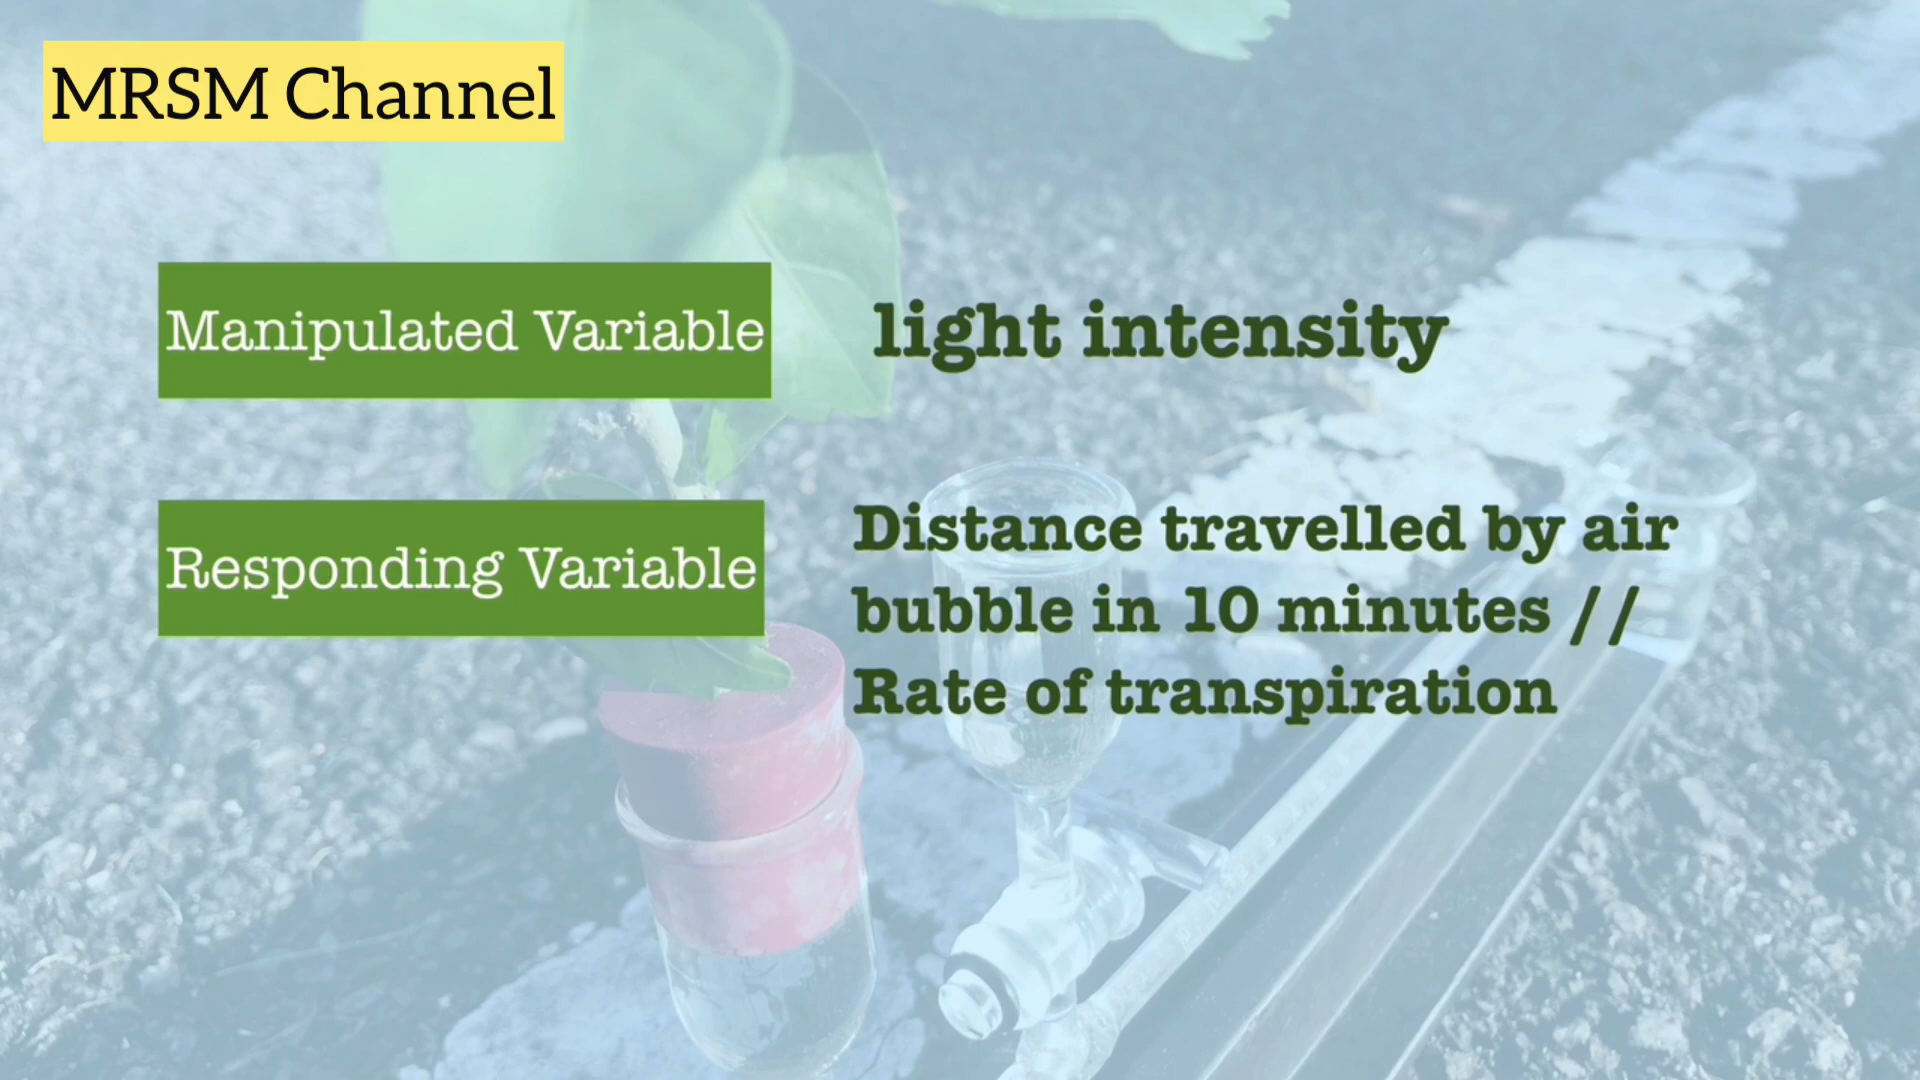 MRSM Channel
Manipulated Variable
light intensity
Responding Variable
Distance travelled by air
bubble in 10 minutes //
Rate of transpiration